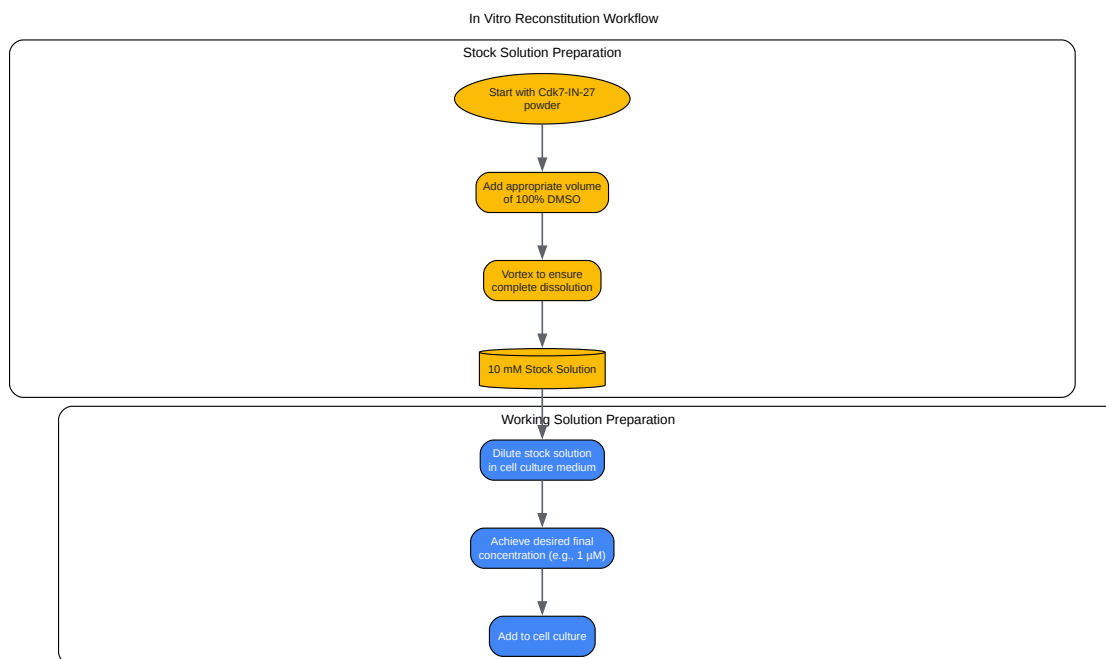 In Vitro Reconstitution Workflow
Stock Solution Preparation
Start with Cdk7-IN-27
powder
Add appropriate volume
of 100% DMSO
Vortex to ensure
complete dissolution
10 mM Stock Solution
Working Solution Preparation
Dilute stock solution
in cell culture medium
Achieve desired final
concentration (e.g., 1 µM)
Add to cell culture